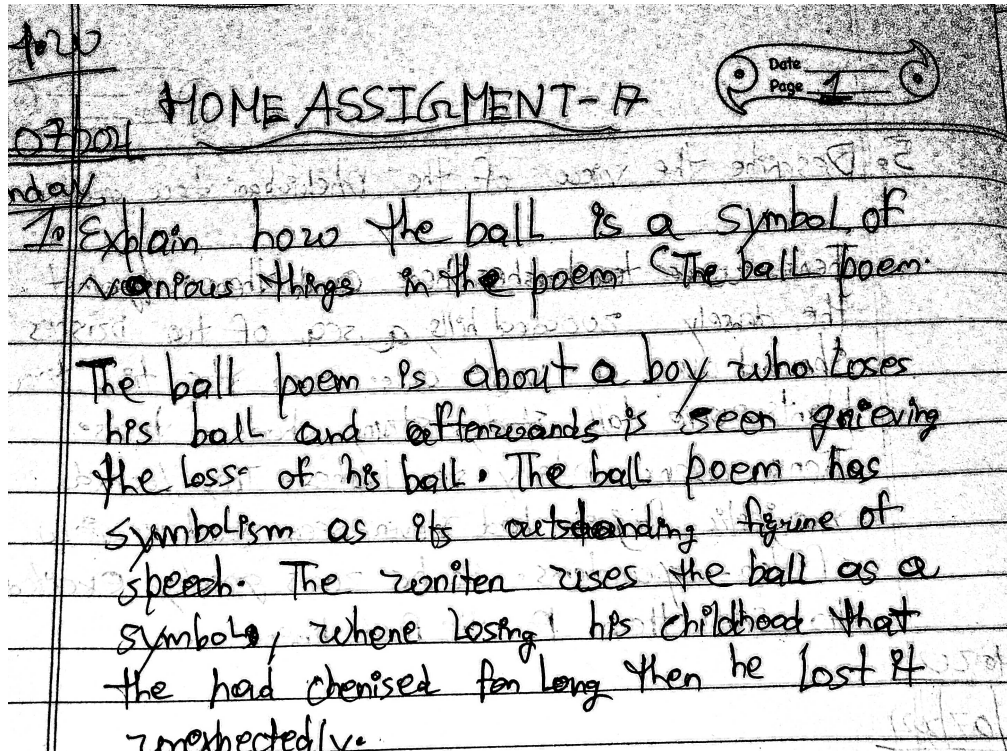 HOME ASSIGMENT-A
Date
Page 1
nday
1. Explain how the ball is a symbol of
various things in the poem (The ball poem.
The ball poem is about a boy who loses
his ball and afterwards is seen grieving
the loss of his ball. The ball poem has
symbolism as its outstanding figure of
speech. The writer uses the ball as a
symbol, where losing his childhood that
the had cherised for long then he lost it
unexpectedly.